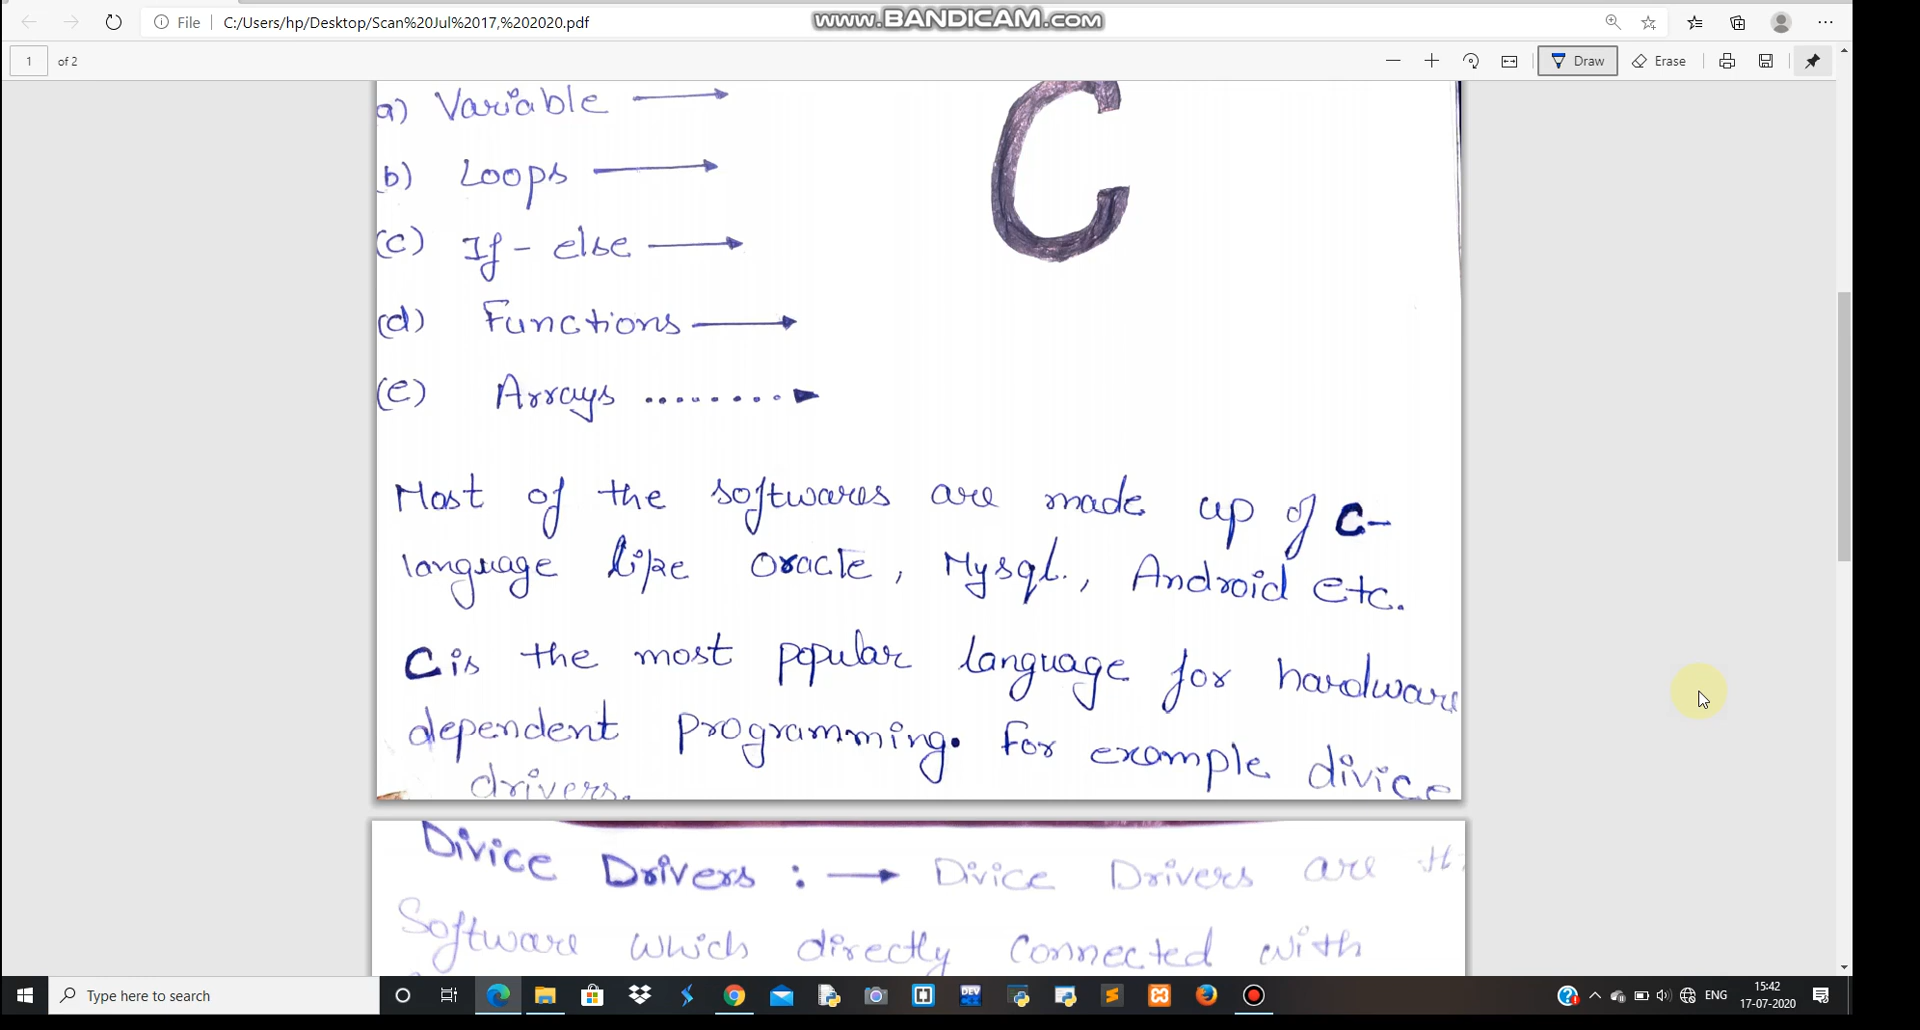 File C:/Users/hp/Desktop/Scan%20Jul%2017,%202020.pdf
www.BANDICAM.com
1 of 2
Draw Erase
a) Variable
C
(b) Loops
(c) If - else
(d) Functions
(e) Arrays
Most of the softwares are made up of C-
language like oracle, Mysql., Android etc.
C is the most popular language for hardware
dependent programming. For example divice
drivers.
Divice Drivers : Divice Drivers are
Software which directly connected with
Type here to search
DEV
ENG
15:42
17-07-2020